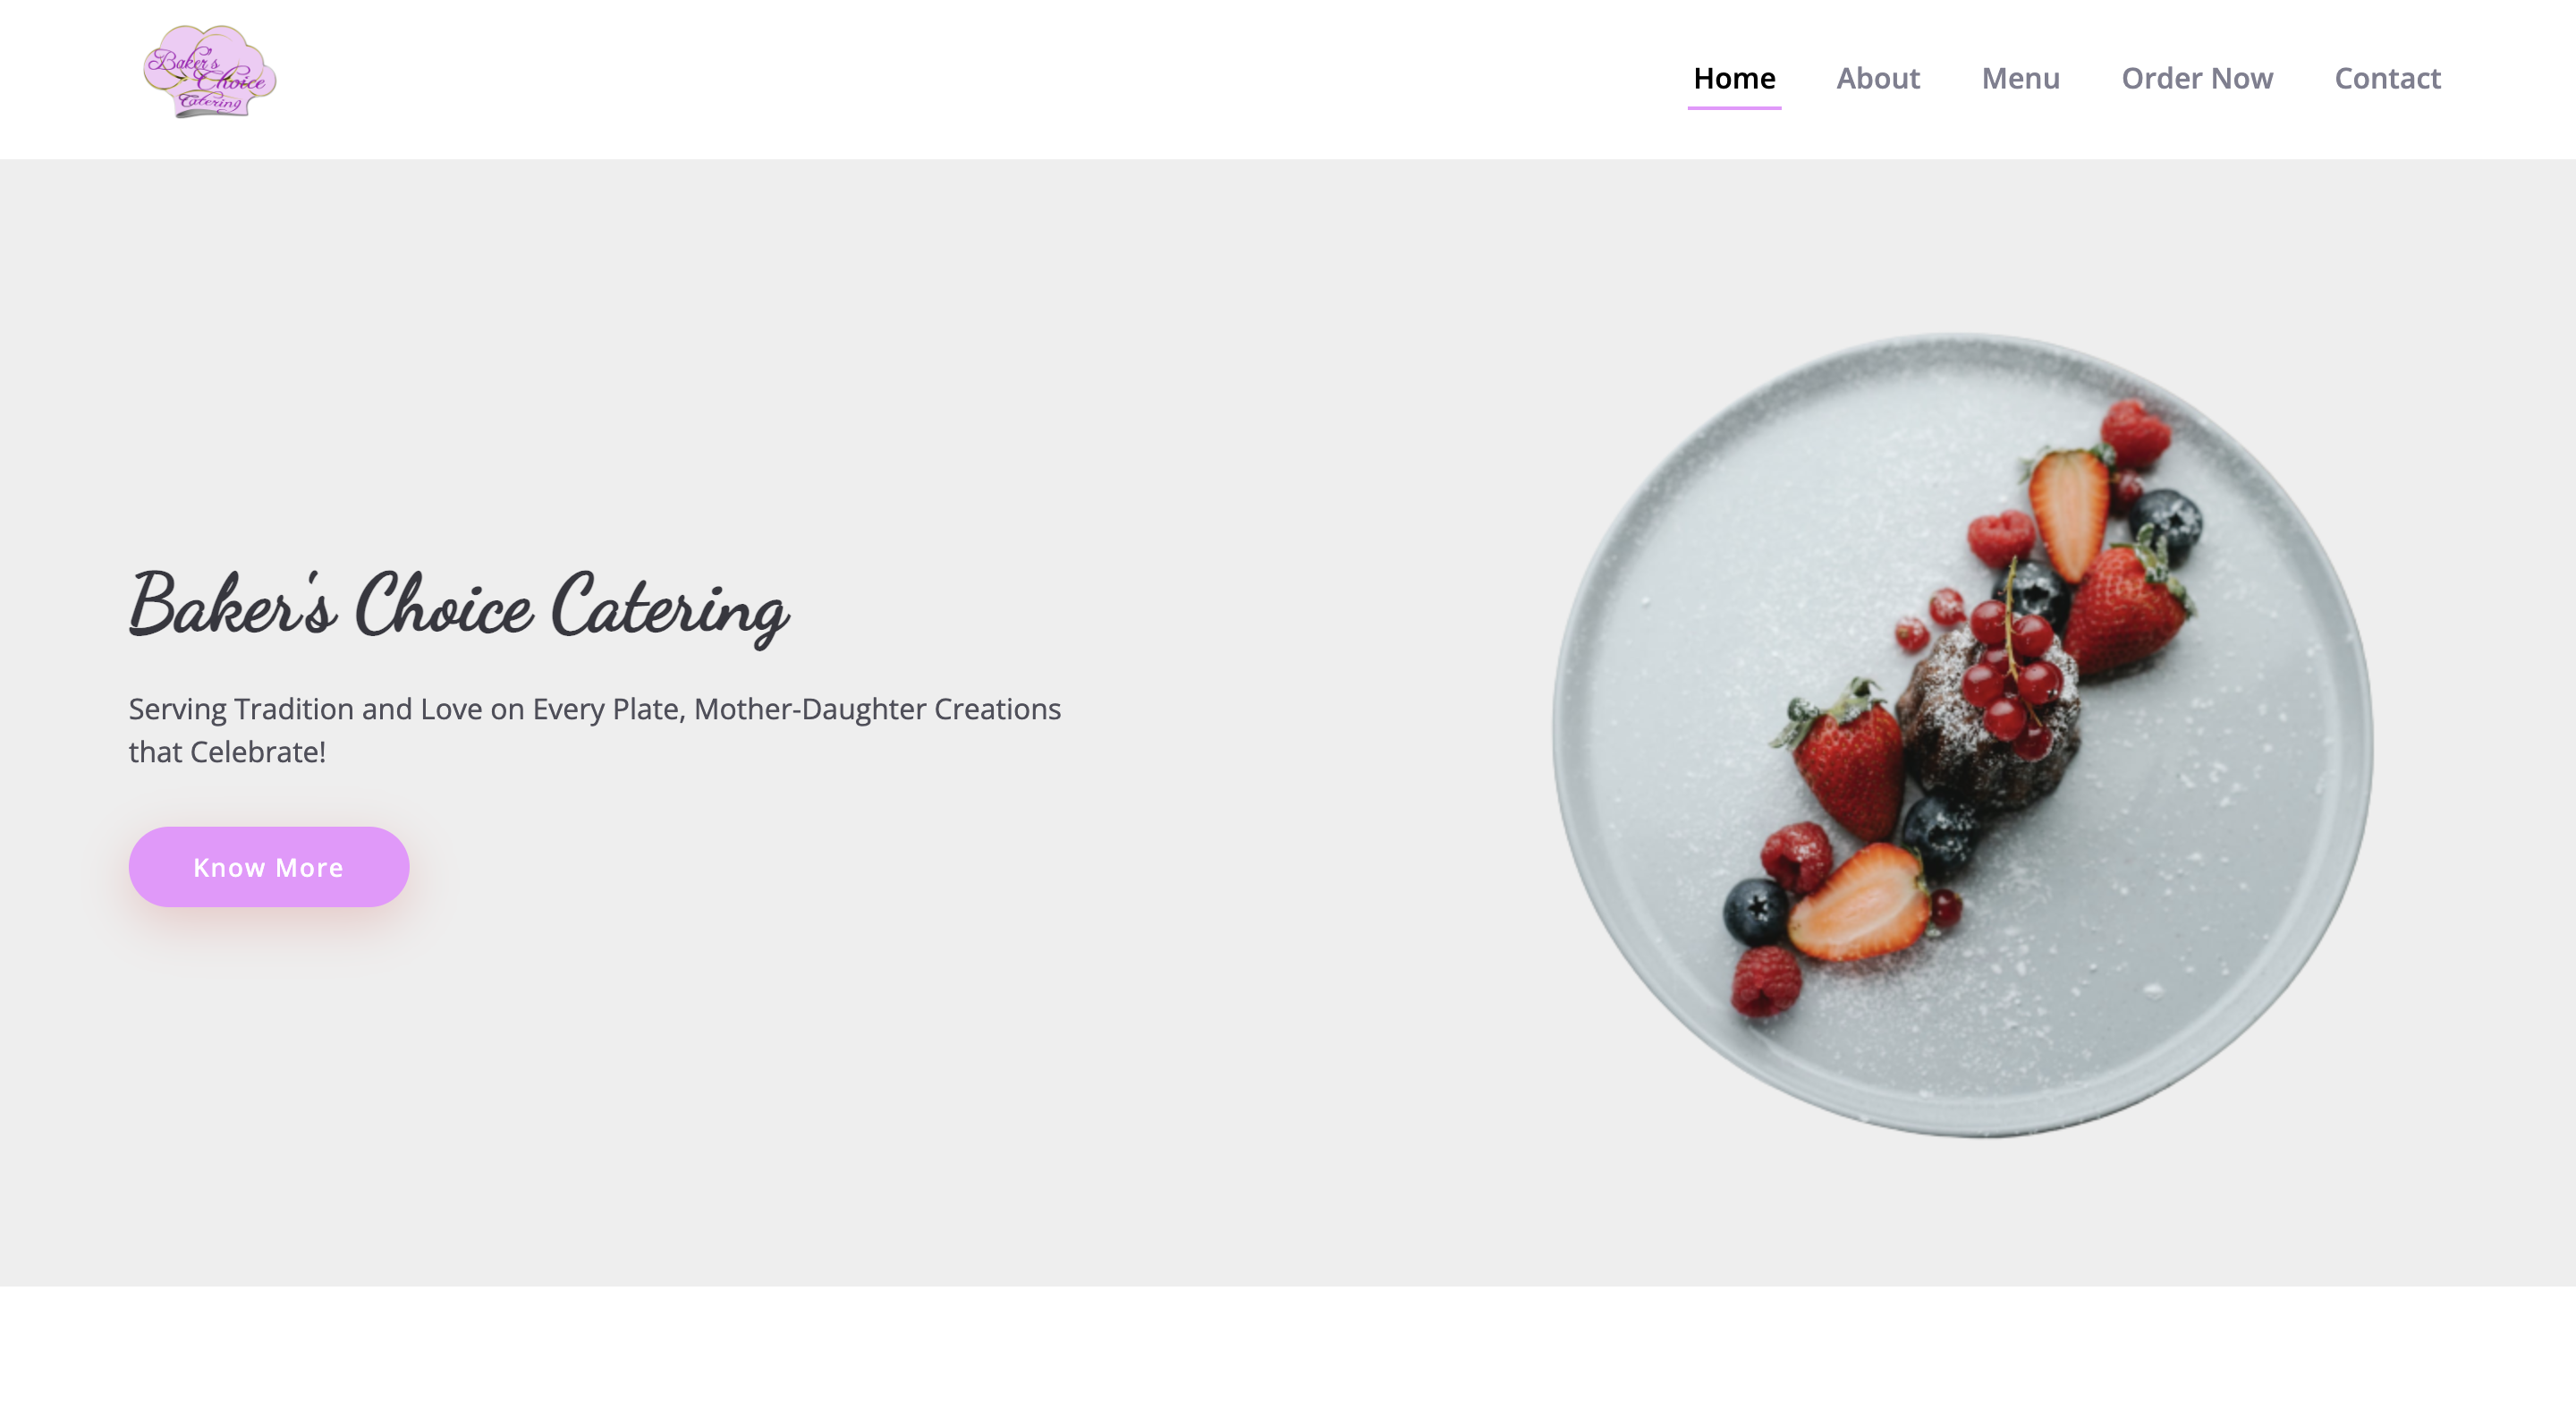 Baker's
Choice
Catering
Home About Menu Order Now Contact
Baker's Choice Catering
Serving Tradition and Love on Every Plate, Mother-Daughter Creations
that Celebrate!
Know More